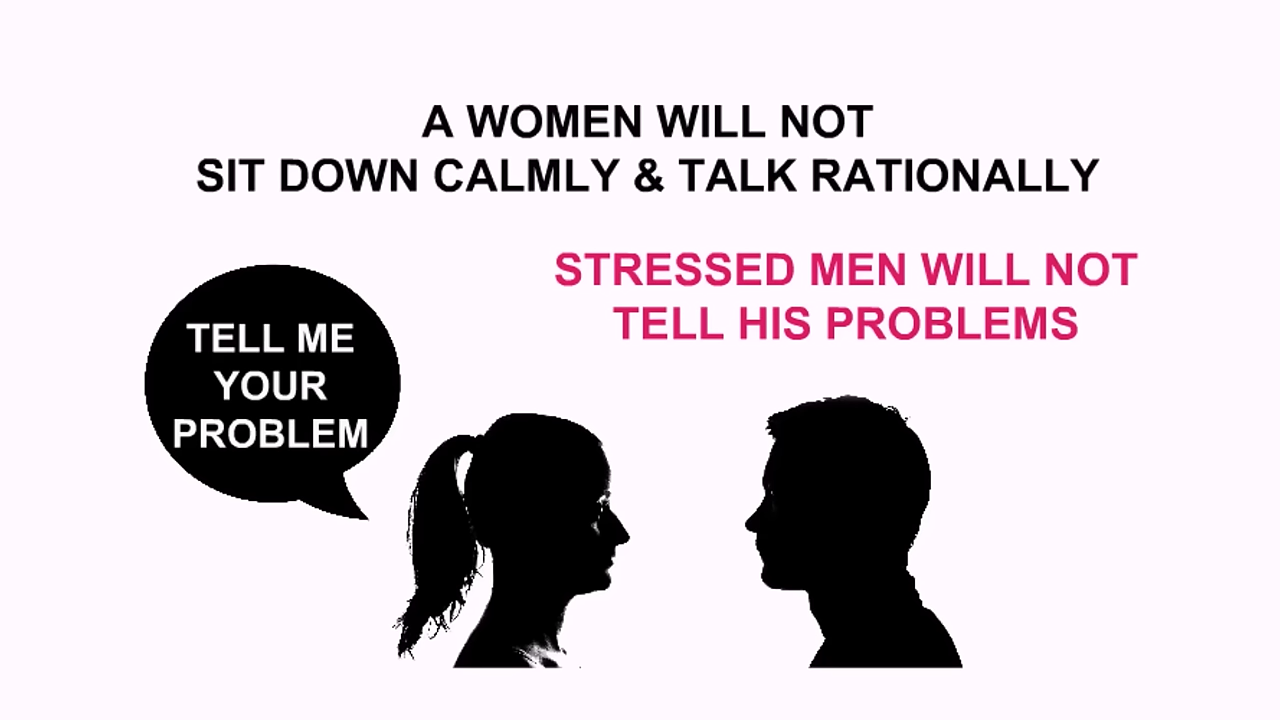 A WOMEN WILL NOT
SIT DOWN CALMLY & TALK RATIONALLY
STRESSED MEN WILL NOT
TELL HIS PROBLEMS
TELL ME
YOUR
PROBLEM